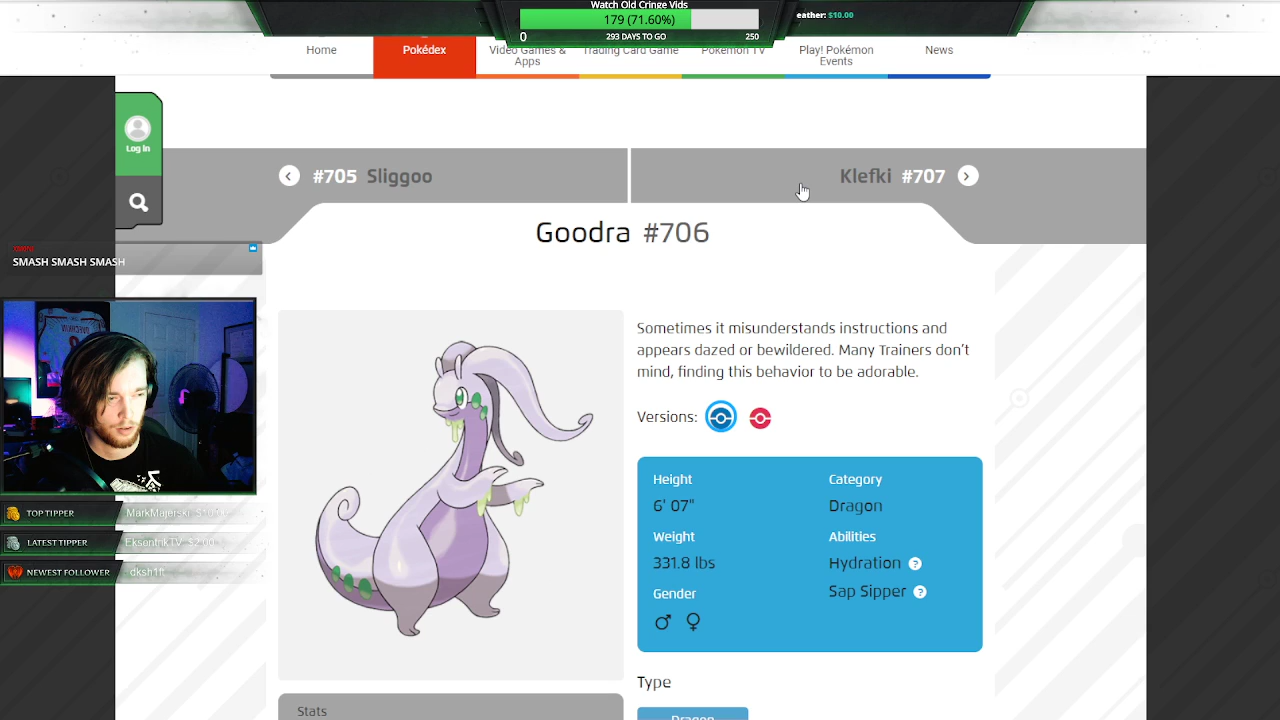 Watch Old Cringe Vids
179 (71.60%)
0 293 DAYS TO GO 250
eather: $10.00
Home
Pokédex
Video Games & Apps
Trading Card Game
Pokémon TV
Play! Pokémon Events
News
Log In
#705 Sliggoo
Klefki #707
Goodra #706
SMASH SMASH SMASH
Sometimes it misunderstands instructions and
appears dazed or bewildered. Many Trainers don't
mind, finding this behavior to be adorable.
Versions:
Height
6' 07"
Category
Dragon
Weight
331.8 lbs
Abilities
Hydration ?
Sap Sipper ?
Gender
Type
Dragon
Stats
TOP TIPPER MarkMajerski
LATEST TIPPER EksentrikTV
NEWEST FOLLOWER dksh1ft